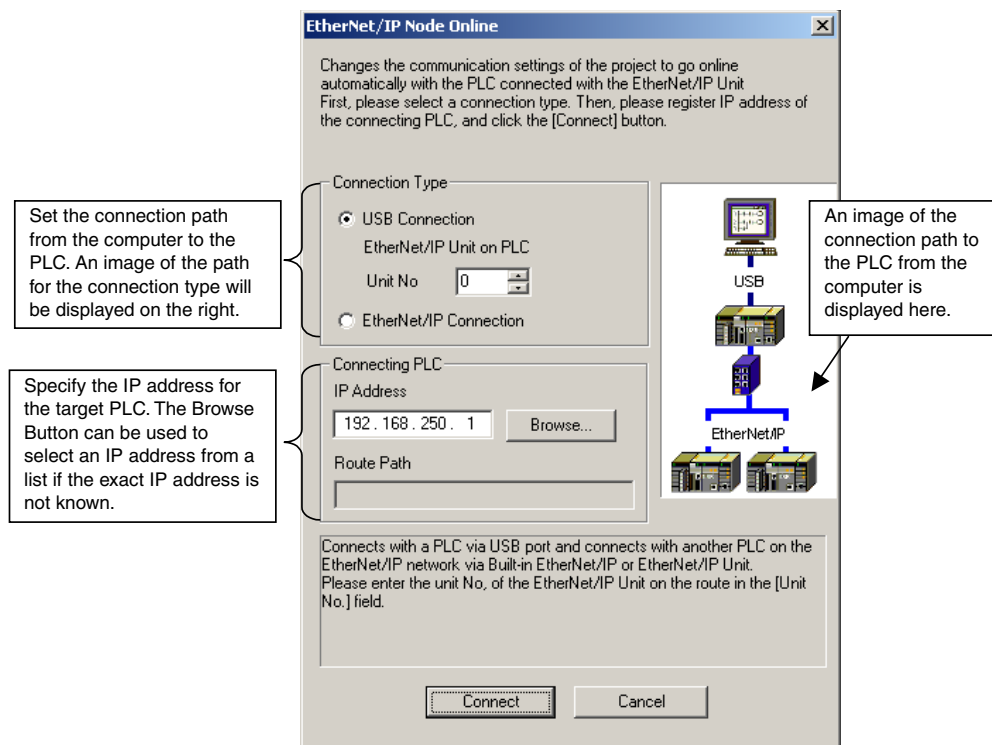 EtherNet/IP Node Online
Changes the communication settings of the project to go online
automatically with the PLC connected with the EtherNet/IP Unit
First, please select a connection type. Then, please register IP address of
the connecting PLC, and click the [Connect] button.
Set the connection path
from the computer to the
PLC. An image of the path
for the connection type will
be displayed on the right.
Connection Type
USB Connection
EtherNet/IP Unit on PLC
Unit No 0
EtherNet/IP Connection
USB
EtherNet/IP
An image of the
connection path to
the PLC from the
computer is
displayed here.
Specify the IP address for
the target PLC. The Browse
Button can be used to
select an IP address from a
list if the exact IP address is
not known.
Connecting PLC
IP Address
192 . 168 . 250 . 1 Browse...
Route Path
Connects with a PLC via USB port and connects with another PLC on the
EtherNet/IP network via Built-in EtherNet/IP or EtherNet/IP Unit.
Please enter the unit No, of the EtherNet/IP Unit on the route in the [Unit
No.] field.
Connect Cancel